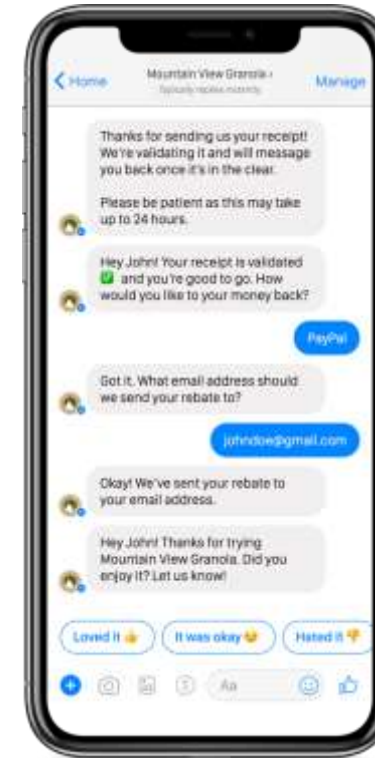 Home
Mountain View Granola ›
Typically replies instantly
Manage
Thanks for sending us your receipt!
We're validating it and will message
you back once it's in the clear.
Please be patient as this may take
up to 24 hours.
Hey John! Your receipt is validated
✅ and you're good to go. How
would you like to your money back?
PayPal
Got it. What email address should
we send your rebate to?
johndoe@gmail.com
Okay! We've sent your rebate to
your email address.
Hey John! Thanks for trying
Mountain View Granola. Did you
enjoy it? Let us know!
Loved it 👍
It was okay 😉
Hated it 👎
Aa